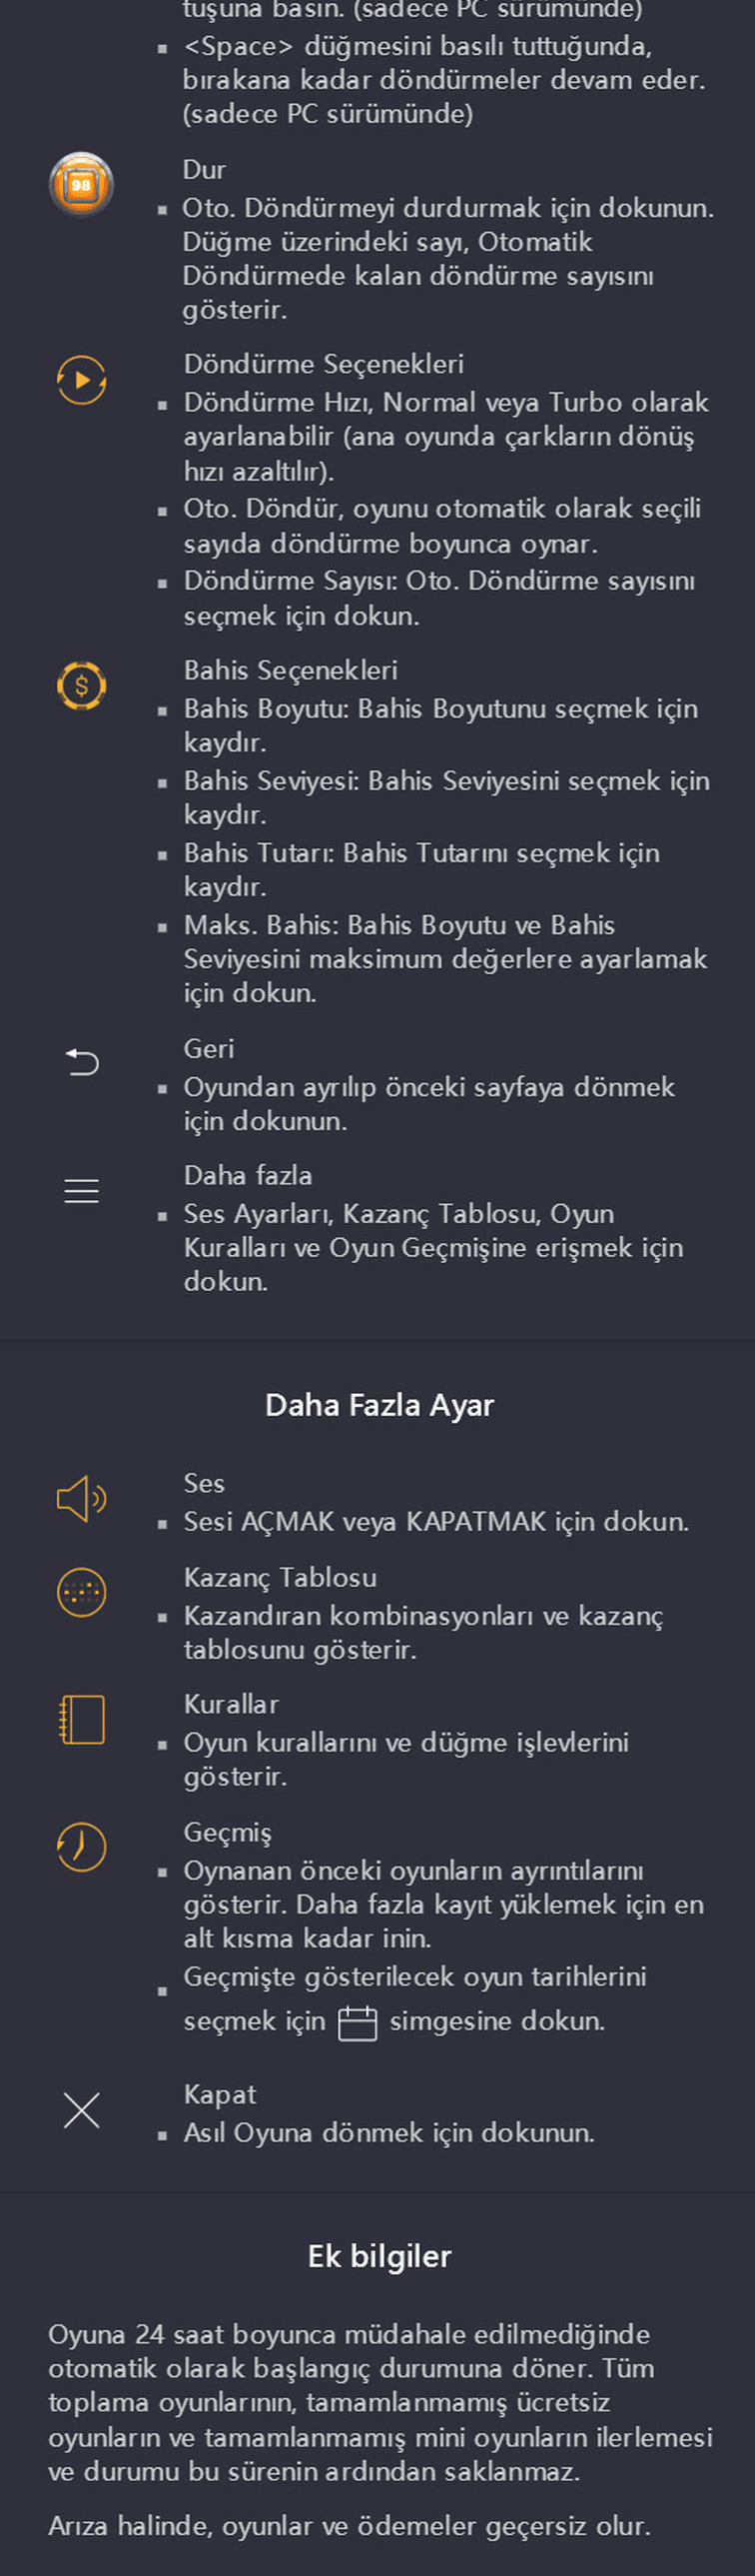 tuşuna basın. (sadece PC sürümünde)
▪ <Space> düğmesini basılı tuttuğunda,
bırakana kadar döndürmeler devam eder.
(sadece PC sürümünde)
98
Dur
▪ Oto. Döndürmeyi durdurmak için dokunun.
Düğme üzerindeki sayı, Otomatik
Döndürmede kalan döndürme sayısını
gösterir.
Döndürme Seçenekleri
▪ Döndürme Hızı, Normal veya Turbo olarak
ayarlanabilir (ana oyunda çarkların dönüş
hızı azaltılır).
▪ Oto. Döndür, oyunu otomatik olarak seçili
sayıda döndürme boyunca oynar.
▪ Döndürme Sayısı: Oto. Döndürme sayısını
seçmek için dokun.
$
Bahis Seçenekleri
▪ Bahis Boyutu: Bahis Boyutunu seçmek için
kaydır.
▪ Bahis Seviyesi: Bahis Seviyesini seçmek için
kaydır.
▪ Bahis Tutarı: Bahis Tutarını seçmek için
kaydır.
▪ Maks. Bahis: Bahis Boyutu ve Bahis
Seviyesini maksimum değerlere ayarlamak
için dokun.
Geri
▪ Oyundan ayrılıp önceki sayfaya dönmek
için dokunun.
Daha fazla
▪ Ses Ayarları, Kazanç Tablosu, Oyun
Kuralları ve Oyun Geçmişine erişmek için
dokun.
Daha Fazla Ayar
Ses
▪ Sesi AÇMAK veya KAPATMAK için dokun.
Kazanç Tablosu
▪ Kazandıran kombinasyonları ve kazanç
tablosunu gösterir.
Kurallar
▪ Oyun kurallarını ve düğme işlevlerini
gösterir.
Geçmiş
▪ Oynanan önceki oyunların ayrıntılarını
gösterir. Daha fazla kayıt yüklemek için en
alt kısma kadar inin.
▪ Geçmişte gösterilecek oyun tarihlerini
seçmek için simgesine dokun.
Kapat
▪ Asıl Oyuna dönmek için dokunun.
Ek bilgiler
Oyuna 24 saat boyunca müdahale edilmediğinde
otomatik olarak başlangıç durumuna döner. Tüm
toplama oyunlarının, tamamlanmamış ücretsiz
oyunların ve tamamlanmamış mini oyunların ilerlemesi
ve durumu bu sürenin ardından saklanmaz.
Arıza halinde, oyunlar ve ödemeler geçersiz olur.